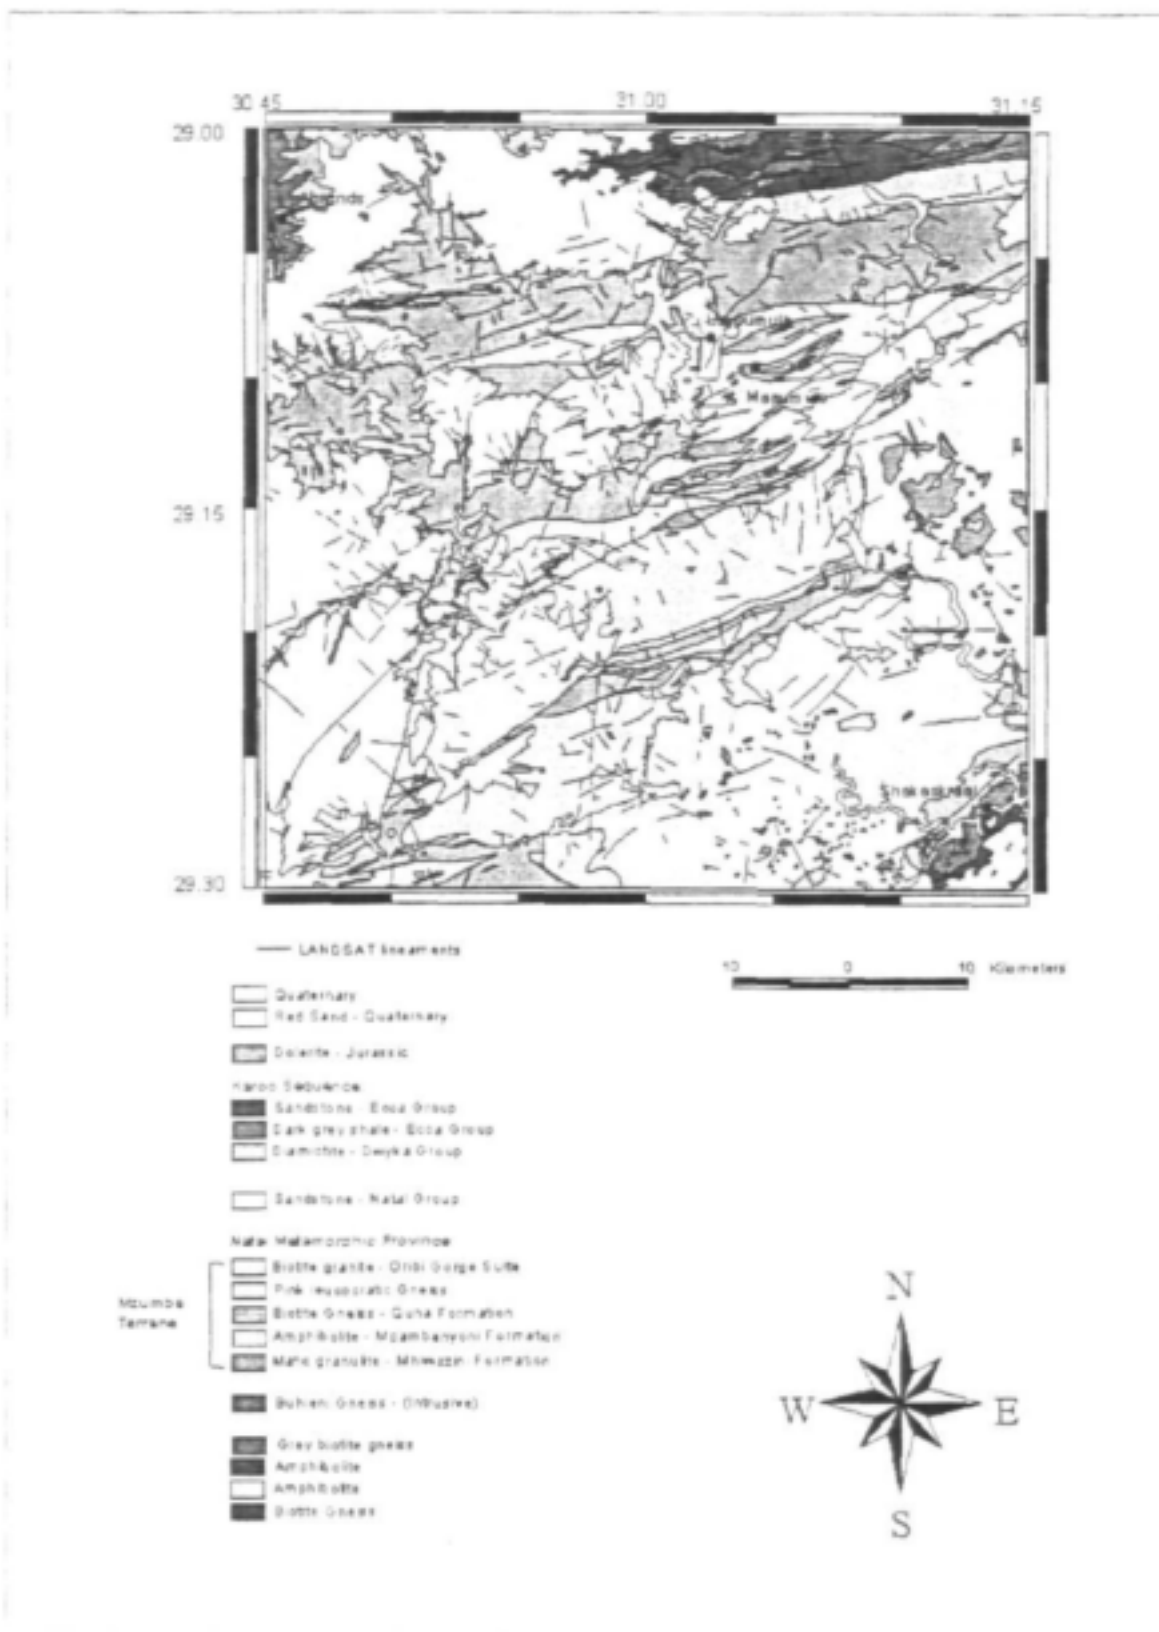 30 45
31 00
31.15
29.00
29.15
Shakaskraal
29.30
LANDSAT lineaments
10 0 10 Kilometers
Quaternary
Red Sand - Quaternary
Dolerite - Jurassic
Karoo Sequence
Sandstone - Ecca Group
Dark grey shale - Ecca Group
Diamictite - Dwyka Group
Sandstone - Natal Group
Natal Metamorphic Province
Biotite granite - Oribi Gorge Suite
Pink leucocratic Gneiss
Biotite Gneiss - Quha Formation
Mzumbe
Terrane
Amphibolite - Mpambanyoni Formation
Mafic granulite - Formation
Buhleni Gneiss - (Intrusive)
Grey biotite gneiss
Amphibolite
Amphibolite
Biotite Gneiss
N
W E
S